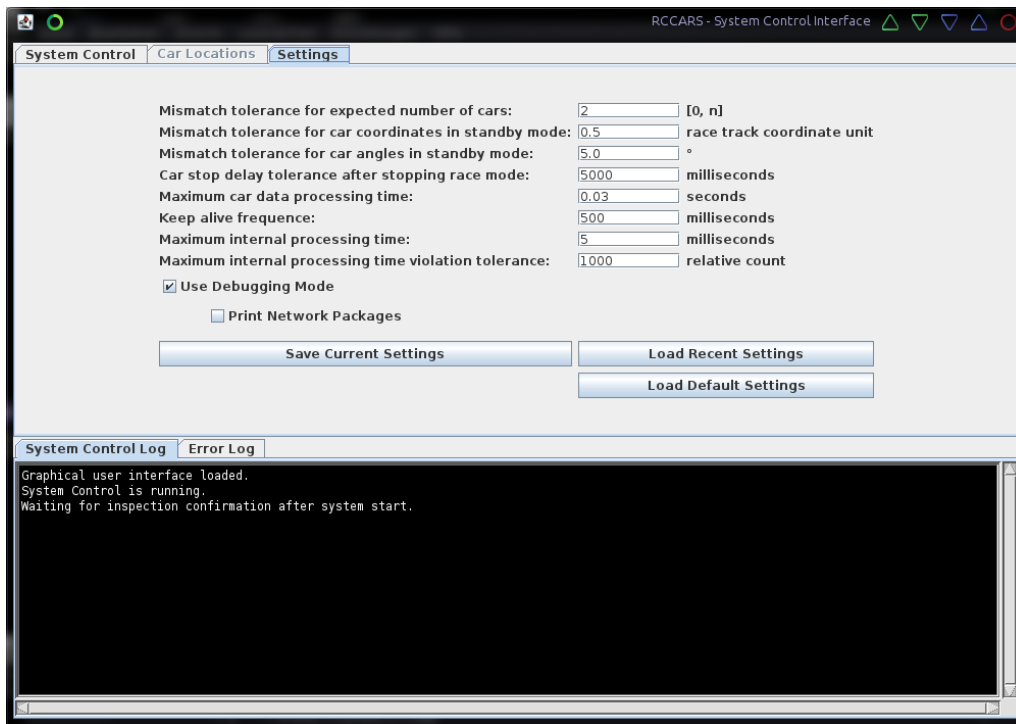 RCCARS - System Control Interface
System Control Car Locations Settings
Mismatch tolerance for expected number of cars: 2 [0, n]
Mismatch tolerance for car coordinates in standby mode: 0.5 race track coordinate unit
Mismatch tolerance for car angles in standby mode: 5.0 °
Car stop delay tolerance after stopping race mode: 5000 milliseconds
Maximum car data processing time: 0.03 seconds
Keep alive frequence: 500 milliseconds
Maximum internal processing time: 5 milliseconds
Maximum internal processing time violation tolerance: 1000 relative count
Use Debugging Mode
Print Network Packages
Save Current Settings Load Recent Settings
Load Default Settings
System Control Log Error Log
Graphical user interface loaded.
System Control is running.
Waiting for inspection confirmation after system start.